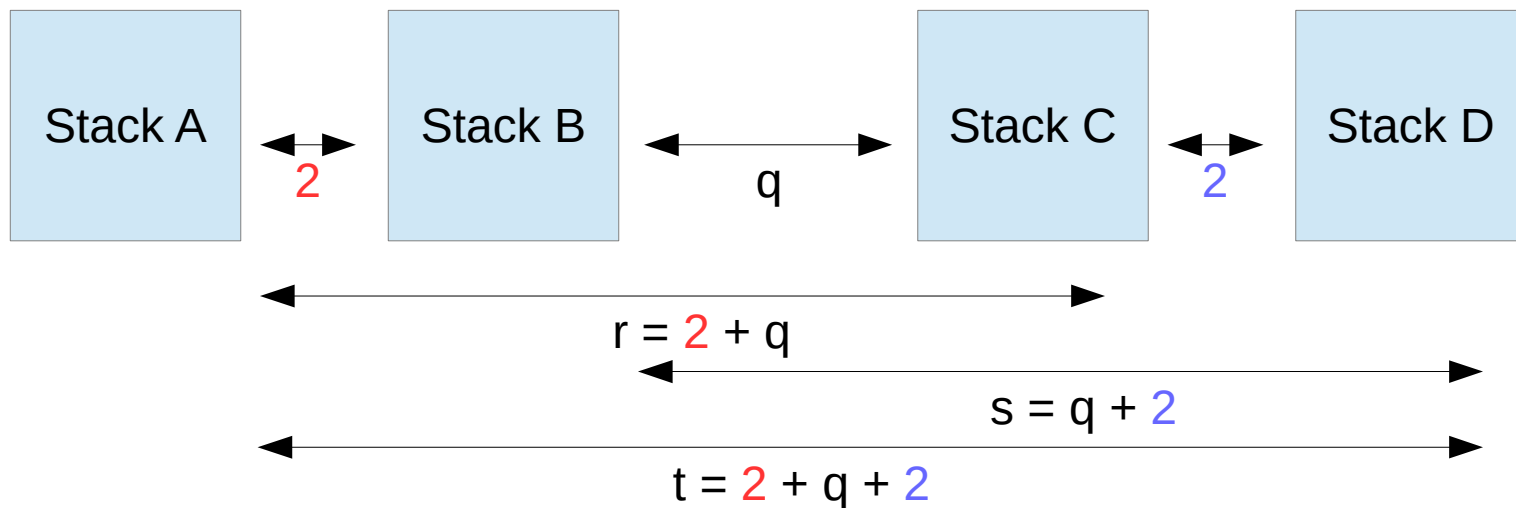 Stack A
Stack B
Stack C
Stack D
2
q
2
r = 2 + q
s = q + 2
t = 2 + q + 2